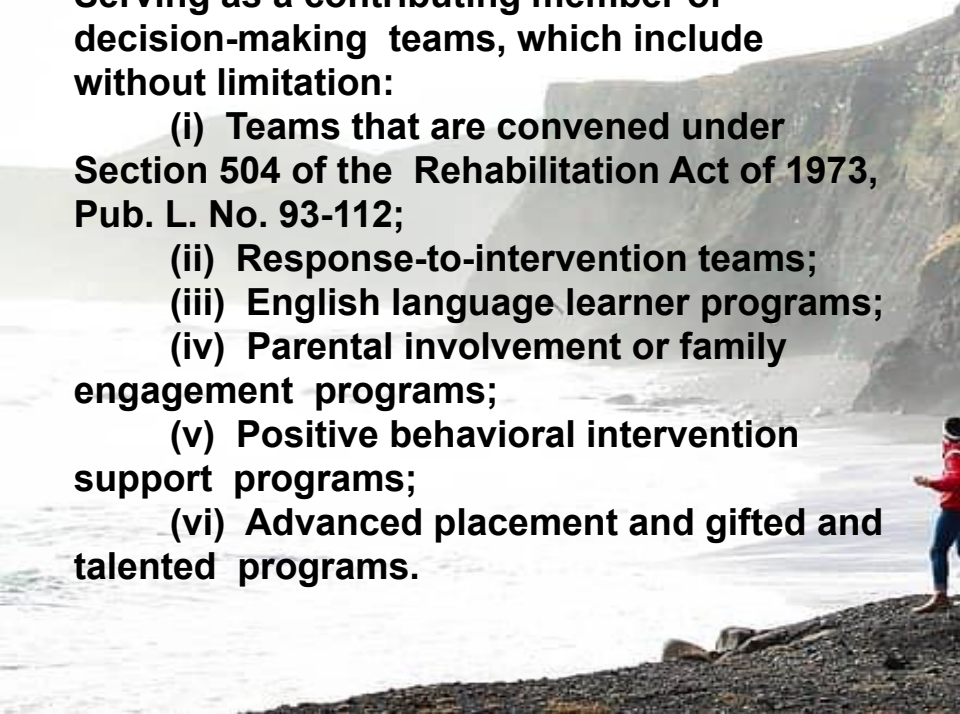 Serving as a contributing member of
decision-making teams, which include
without limitation:
(i) Teams that are convened under
Section 504 of the Rehabilitation Act of 1973,
Pub. L. No. 93-112;
(ii) Response-to-intervention teams;
(iii) English language learner programs;
(iv) Parental involvement or family
engagement programs;
(v) Positive behavioral intervention
support programs;
(vi) Advanced placement and gifted and
talented programs.